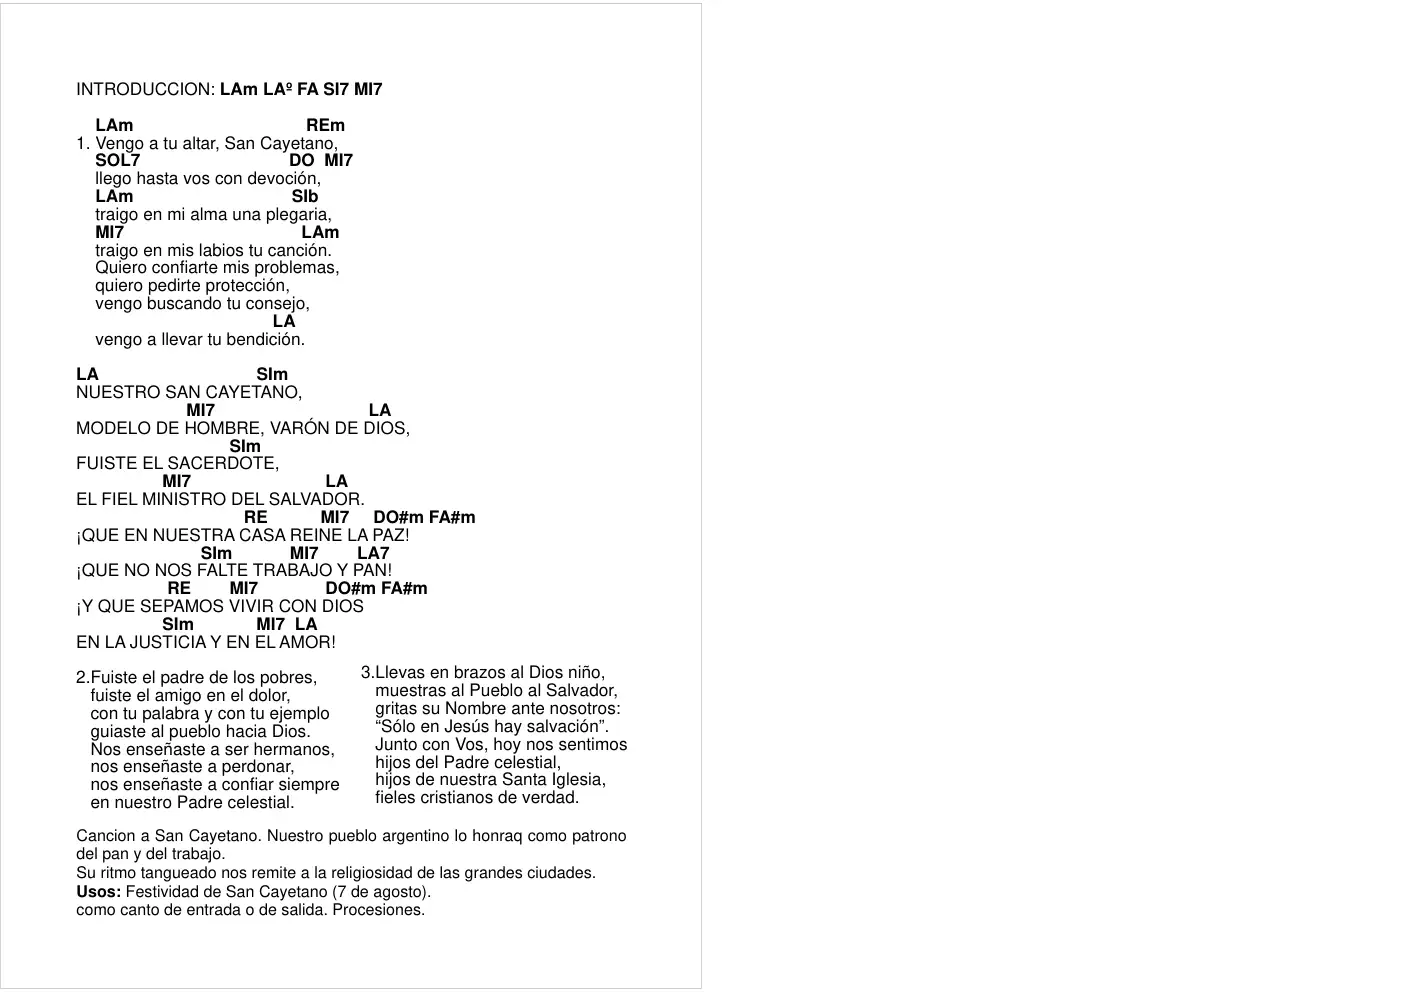 INTRODUCCION: LAm LAº FA SI7 MI7
LAm REm
1. Vengo a tu altar, San Cayetano,
SOL7 DO MI7
llego hasta vos con devoción,
LAm SIb
traigo en mi alma una plegaria,
MI7 LAm
traigo en mis labios tu canción.
Quiero confiarte mis problemas,
quiero pedirte protección,
vengo buscando tu consejo,
LA
vengo a llevar tu bendición.
LA SIm
NUESTRO SAN CAYETANO,
MI7 LA
MODELO DE HOMBRE, VARÓN DE DIOS,
SIm
FUISTE EL SACERDOTE,
MI7 LA
EL FIEL MINISTRO DEL SALVADOR.
RE MI7 DO#m FA#m
¡QUE EN NUESTRA CASA REINE LA PAZ!
SIm MI7 LA7
¡QUE NO NOS FALTE TRABAJO Y PAN!
RE MI7 DO#m FA#m
¡Y QUE SEPAMOS VIVIR CON DIOS
SIm MI7 LA
EN LA JUSTICIA Y EN EL AMOR!
2.Fuiste el padre de los pobres,
fuiste el amigo en el dolor,
con tu palabra y con tu ejemplo
guiaste al pueblo hacia Dios.
Nos enseñaste a ser hermanos,
nos enseñaste a perdonar,
nos enseñaste a confiar siempre
en nuestro Padre celestial.
3.Llevas en brazos al Dios niño,
muestras al Pueblo al Salvador,
gritas su Nombre ante nosotros:
“Sólo en Jesús hay salvación”.
Junto con Vos, hoy nos sentimos
hijos del Padre celestial,
hijos de nuestra Santa Iglesia,
fieles cristianos de verdad.
Cancion a San Cayetano. Nuestro pueblo argentino lo honraq como patrono
del pan y del trabajo.
Su ritmo tangueado nos remite a la religiosidad de las grandes ciudades.
Usos: Festividad de San Cayetano (7 de agosto).
como canto de entrada o de salida. Procesiones.